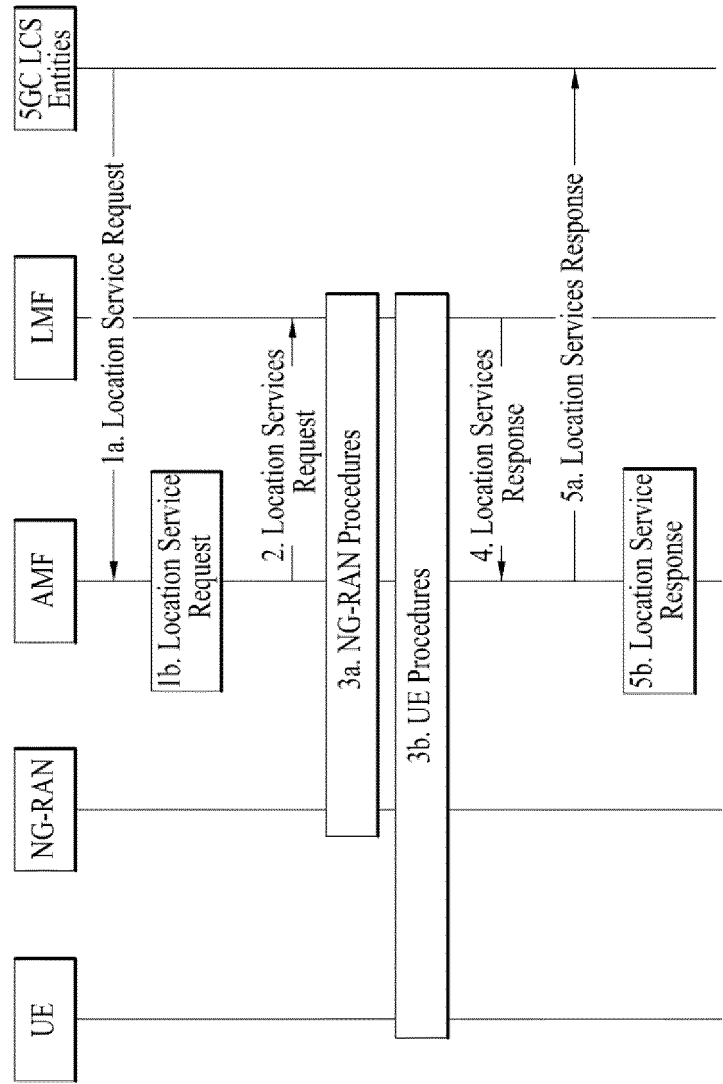 UE
NG-RAN
AMF
LMF
5GC LCS
Entities
1a. Location Service Request
1b. Location Service
Request
2. Location Services
Request
3a. NG-RAN Procedures
3b. UE Procedures
4. Location Services
Response
5a. Location Services Response
5b. Location Service
Response